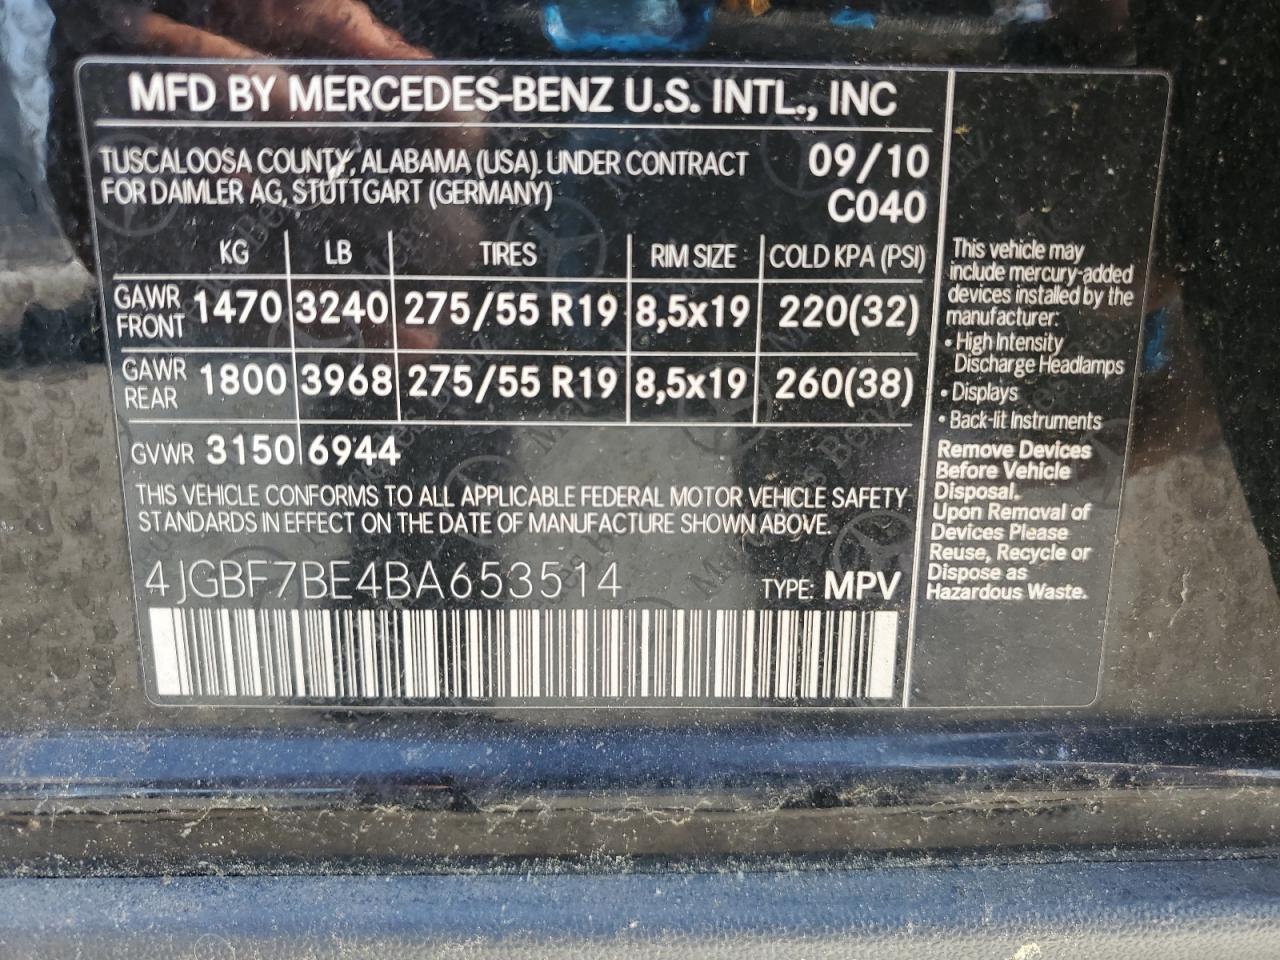 MFD BY MERCEDES-BENZ U.S. INTL., INC
TUSCALOOSA COUNTY, ALABAMA (USA). UNDER CONTRACT
FOR DAIMLER AG, STUTTGART (GERMANY)
09/10
C040
KG LB TIRES RIM SIZE COLD KPA (PSI)
GAWR FRONT 1470 3240 275/55 R19 8,5x19 220(32)
GAWR REAR 1800 3968 275/55 R19 8,5x19 260(38)
GVWR 3150 6944
THIS VEHICLE CONFORMS TO ALL APPLICABLE FEDERAL MOTOR VEHICLE SAFETY
STANDARDS IN EFFECT ON THE DATE OF MANUFACTURE SHOWN ABOVE.
4JGBF7BE4BA653514 TYPE: MPV
This vehicle may
include mercury-added
devices installed by the
manufacturer:
• High Intensity
Discharge Headlamps
• Displays
• Back-lit Instruments
Remove Devices
Before Vehicle
Disposal.
Upon Removal of
Devices Please
Reuse, Recycle or
Dispose as
Hazardous Waste.